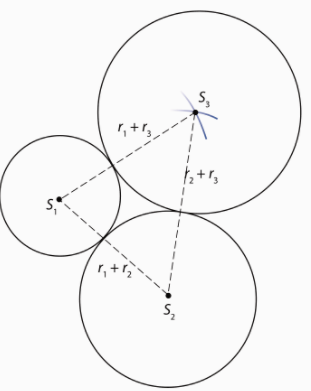 S₃
r₁ + r₃
r₂ + r₃
S₁
r₁ + r₂
S₂